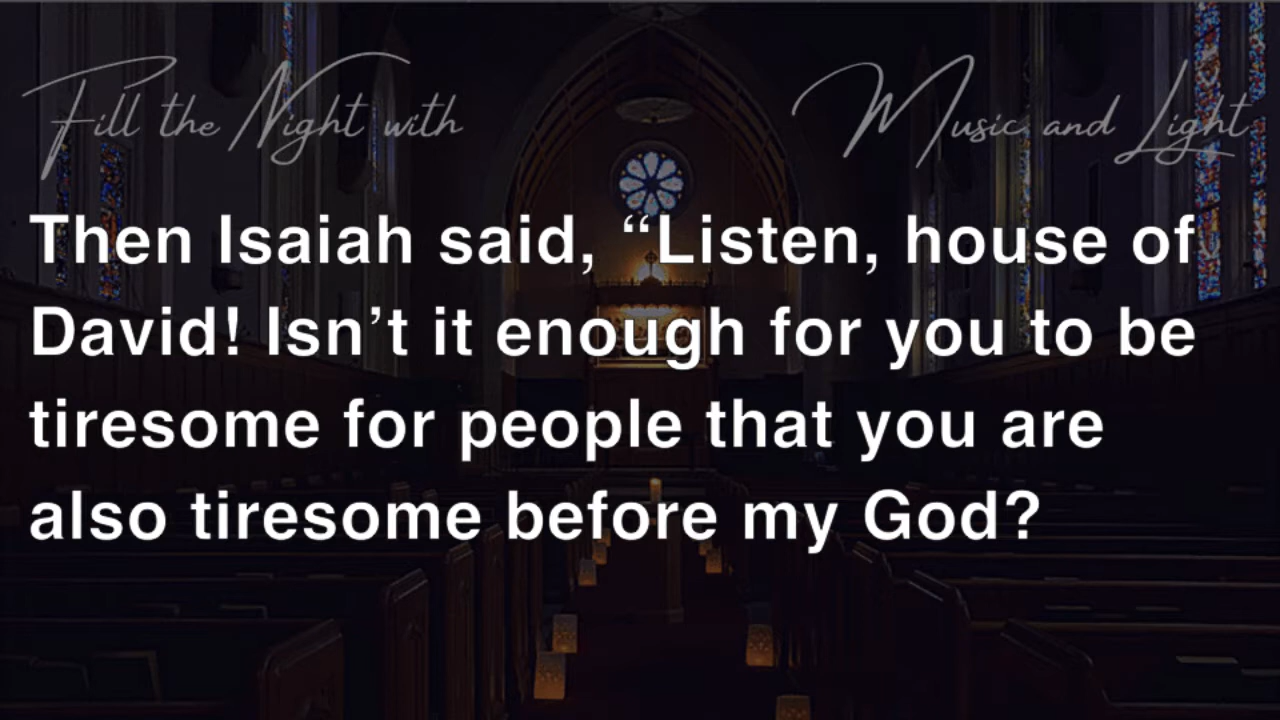 Fill the Night with Music and Light
Then Isaiah said, “Listen, house of
David! Isn’t it enough for you to be
tiresome for people that you are
also tiresome before my God?